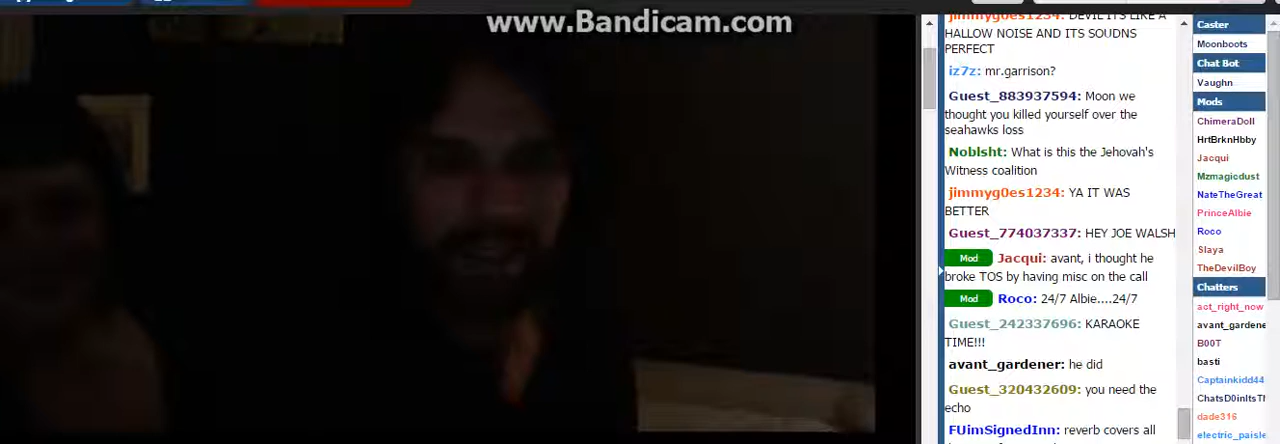 www.Bandicam.com
jimmyg0es1234: DEVIL ITS LIKE A
HALLOW NOISE AND ITS SOUDNS
PERFECT
iz7z: mr.garrison?
Guest_883937594: Moon we
thought you killed yourself over the
seahawks loss
Noblsht: What is this the Jehovah's
Witness coalition
jimmyg0es1234: YA IT WAS
BETTER
Guest_774037337: HEY JOE WALSH
Mod Jacqui: avant, i thought he
broke TOS by having misc on the call
Mod Roco: 24/7 Albie....24/7
Guest_242337696: KARAOKE
TIME!!!
avant_gardener: he did
Guest_320432609: you need the
echo
FUimSignedInn: reverb covers all
Caster
Moonboots
Chat Bot
Vaughn
Mods
ChimeraDoll
HrtBrknHbby
Jacqui
Mzmagicdust
NateTheGreat
PrinceAlbie
Roco
Slaya
TheDevilBoy
Chatters
act_right_now
avant_gardene
B00T
basti
Captainkidd44
ChatsD0inItsTh
dade316
electric_paisle